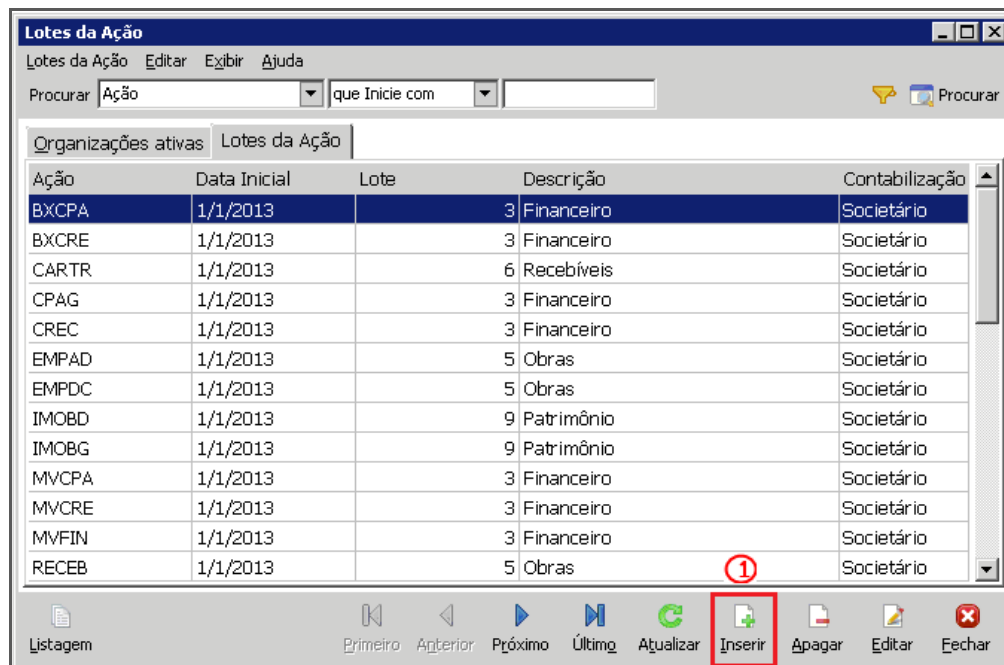 Lotes da Ação
Lotes da Ação Editar Exibir Ajuda
Procurar Ação que Inicie com Procurar
Organizações ativas Lotes da Ação
Ação Data Inicial Lote Descrição Contabilização
BXCPA 1/1/2013 3 Financeiro Societário
BXCRE 1/1/2013 3 Financeiro Societário
CARTR 1/1/2013 6 Recebíveis Societário
CPAG 1/1/2013 3 Financeiro Societário
CREC 1/1/2013 3 Financeiro Societário
EMPAD 1/1/2013 5 Obras Societário
EMPDC 1/1/2013 5 Obras Societário
IMOBD 1/1/2013 9 Patrimônio Societário
IMOBG 1/1/2013 9 Patrimônio Societário
MVCPA 1/1/2013 3 Financeiro Societário
MVCRE 1/1/2013 3 Financeiro Societário
MVFIN 1/1/2013 3 Financeiro Societário
RECEB 1/1/2013 5 Obras Societário
1
Listagem Primeiro Anterior Próximo Último Atualizar Inserir Apagar Editar Fechar